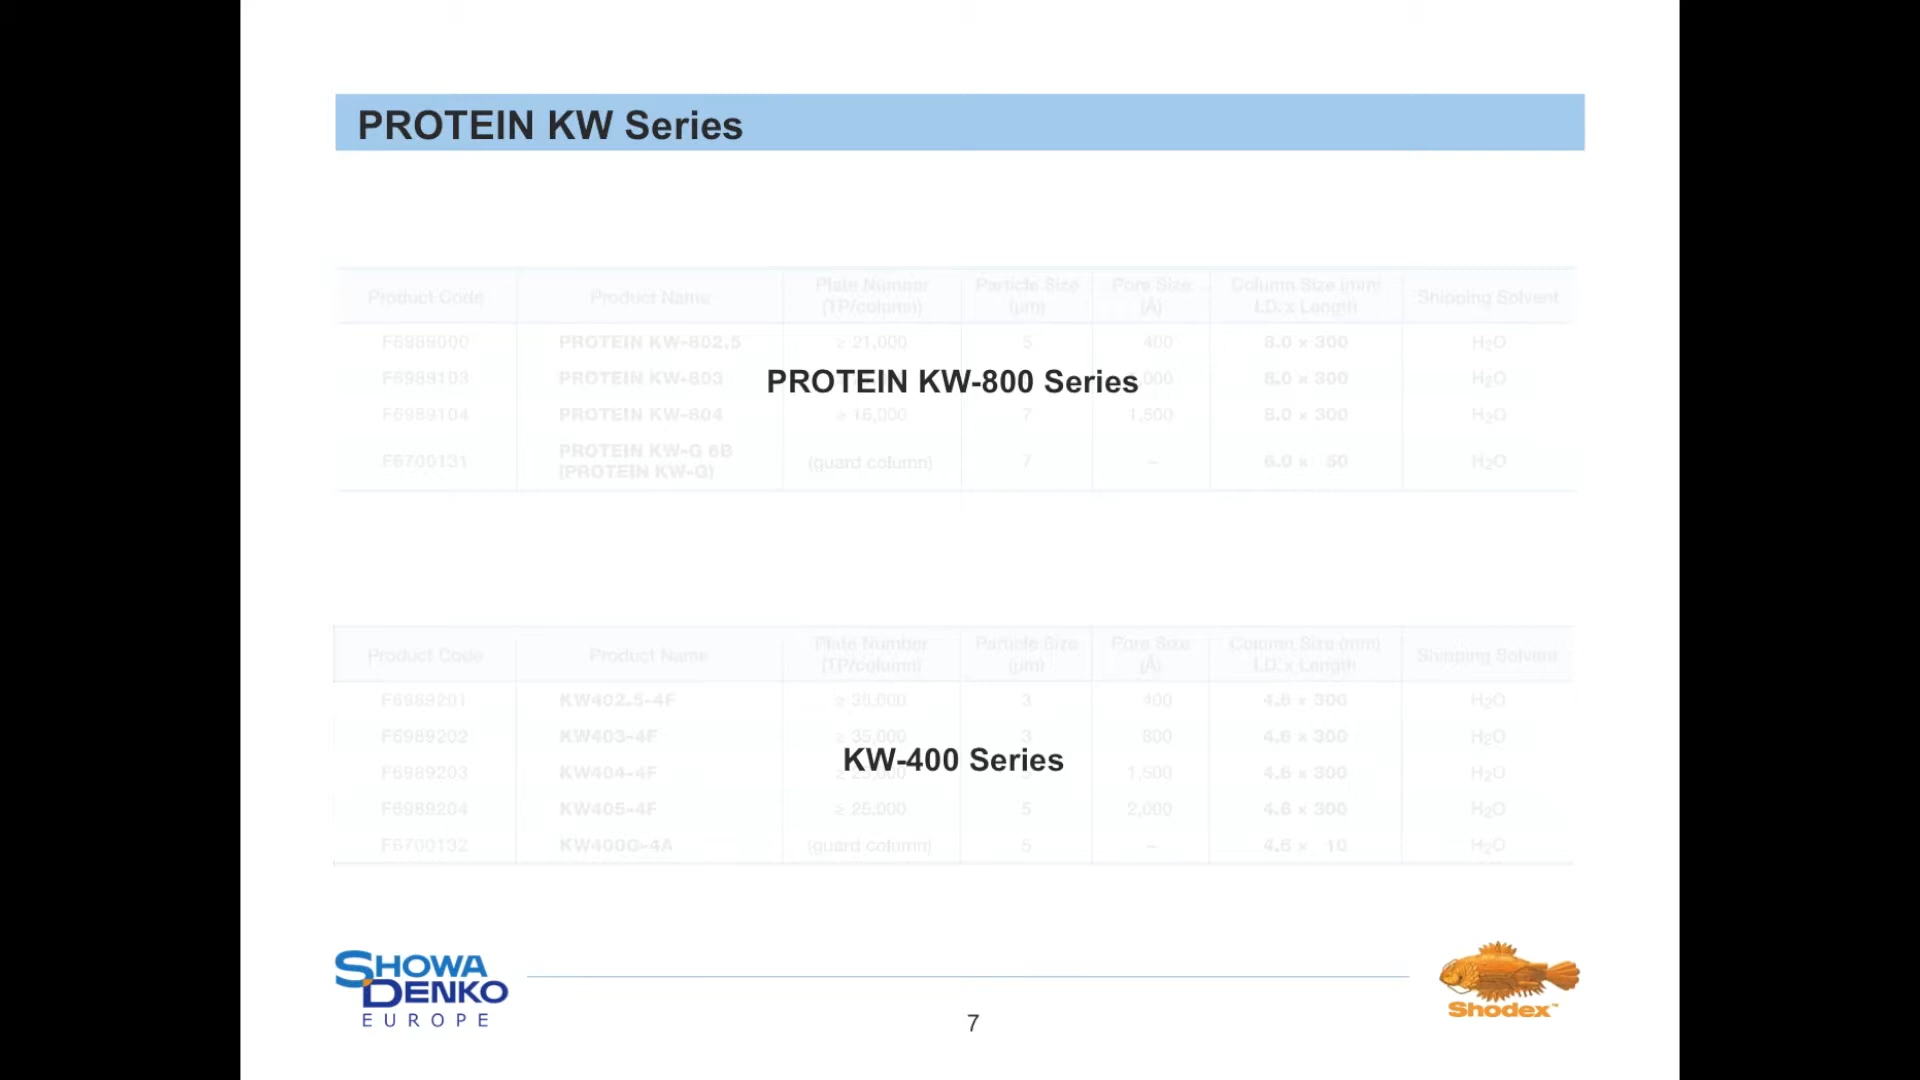 PROTEIN KW Series
Product Code Product Name Plate Number (TP/column) Particle Size (µm) Pore Size (Å) Column Size (mm) I.D. x Length Shipping Solvent
F6989000 PROTEIN KW-802.5 ≥ 21,000 5 400 8.0 × 300 H2O
F6989103 PROTEIN KW-803 8.0 × 300 H2O
PROTEIN KW-800 Series
F6989104 PROTEIN KW-804 ≥ 16,000 7 1,500 8.0 × 300 H2O
F6700131 PROTEIN KW-G 6B (PROTEIN KW-G) (guard column) 7 – 6.0 × 50 H2O
Product Code Product Name Plate Number (TP/column) Particle Size (µm) Pore Size (Å) Column Size (mm) I.D. x Length Shipping Solvent
F6989201 KW402.5-4F ≥ 35,000 3 400 4.6 × 300 H2O
F6989202 KW403-4F ≥ 35,000 3 800 4.6 × 300 H2O
KW-400 Series
F6989203 KW404-4F ≥ 25,000 5 1,500 4.6 × 300 H2O
F6989204 KW405-4F ≥ 25,000 5 2,000 4.6 × 300 H2O
F6700132 KW400G-4A (guard column) 5 – 4.6 × 10 H2O
SHOWA
DENKO
EUROPE
7
Shodex™